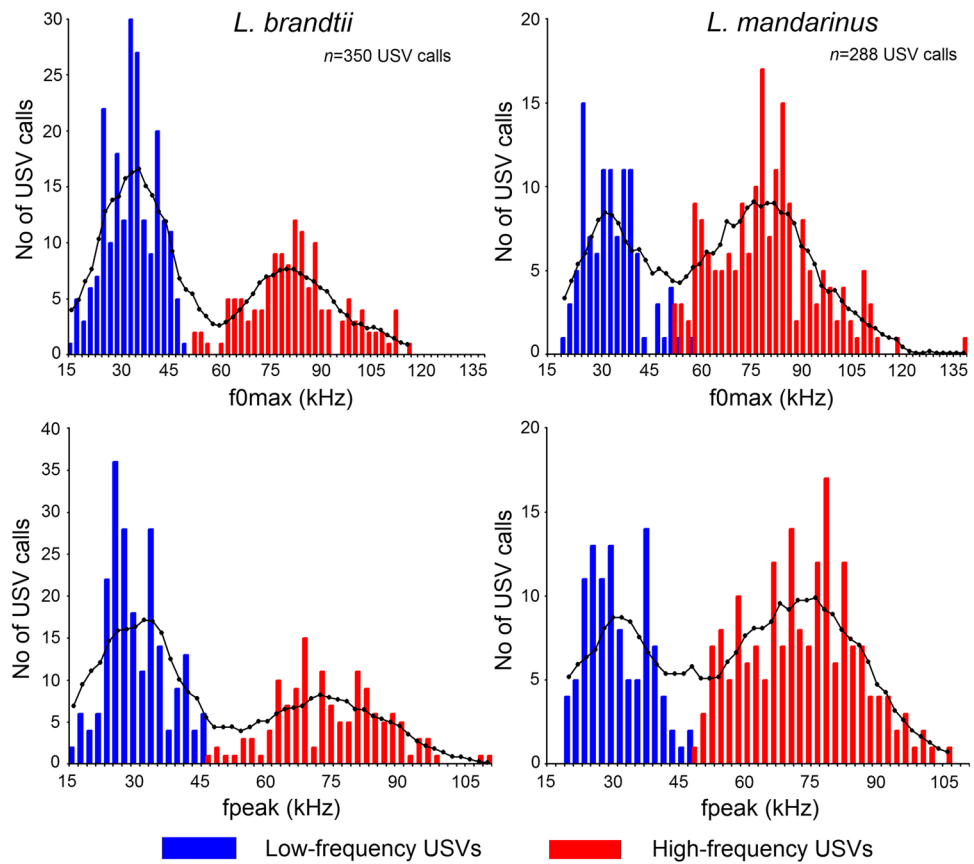 L. brandtii
n=350 USV calls
No of USV calls
30
25
20
15
10
5
0
15 30 45 60 75 90 105 120 135
f0max (kHz)
L. mandarinus
n=288 USV calls
No of USV calls
20
15
10
5
0
15 30 45 60 75 90 105 120 135
f0max (kHz)
No of USV calls
40
35
30
25
20
15
10
5
0
15 30 45 60 75 90 105
fpeak (kHz)
No of USV calls
20
15
10
5
0
15 30 45 60 75 90 105
fpeak (kHz)
Low-frequency USVs
High-frequency USVs